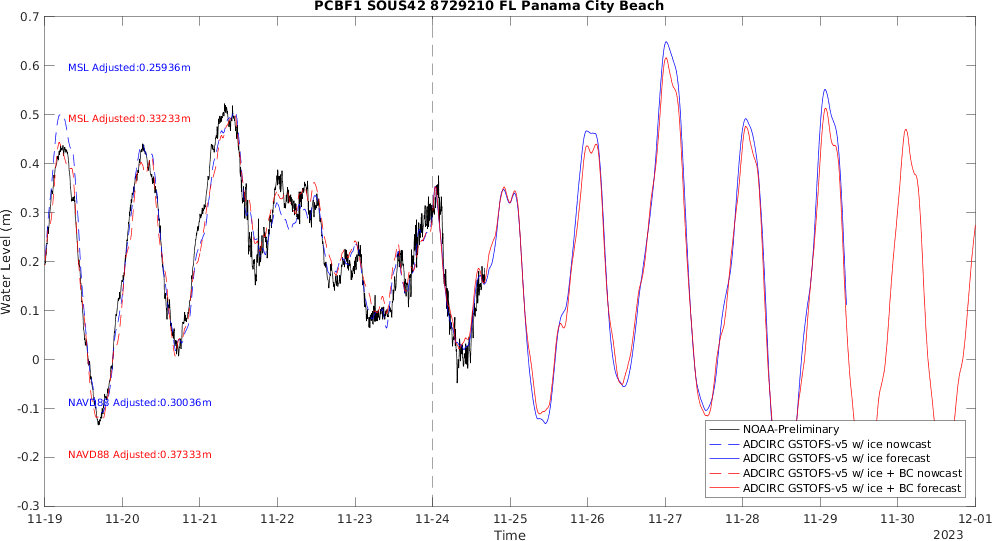 PCBF1 SOUS42 8729210 FL Panama City Beach
0.7
0.6
0.5
0.4
0.3
0.2
0.1
0
-0.1
-0.2
-0.3
Water Level (m)
MSL Adjusted:0.25936m
MSL Adjusted:0.33233m
NAVD88 Adjusted:0.30036m
NAVD88 Adjusted:0.37333m
NOAA-Preliminary
ADCIRC GSTOFS-v5 w/ ice nowcast
ADCIRC GSTOFS-v5 w/ ice forecast
ADCIRC GSTOFS-v5 w/ ice + BC nowcast
ADCIRC GSTOFS-v5 w/ ice + BC forecast
11-19 11-20 11-21 11-22 11-23 11-24 11-25 11-26 11-27 11-28 11-29 11-30 12-01
Time
2023